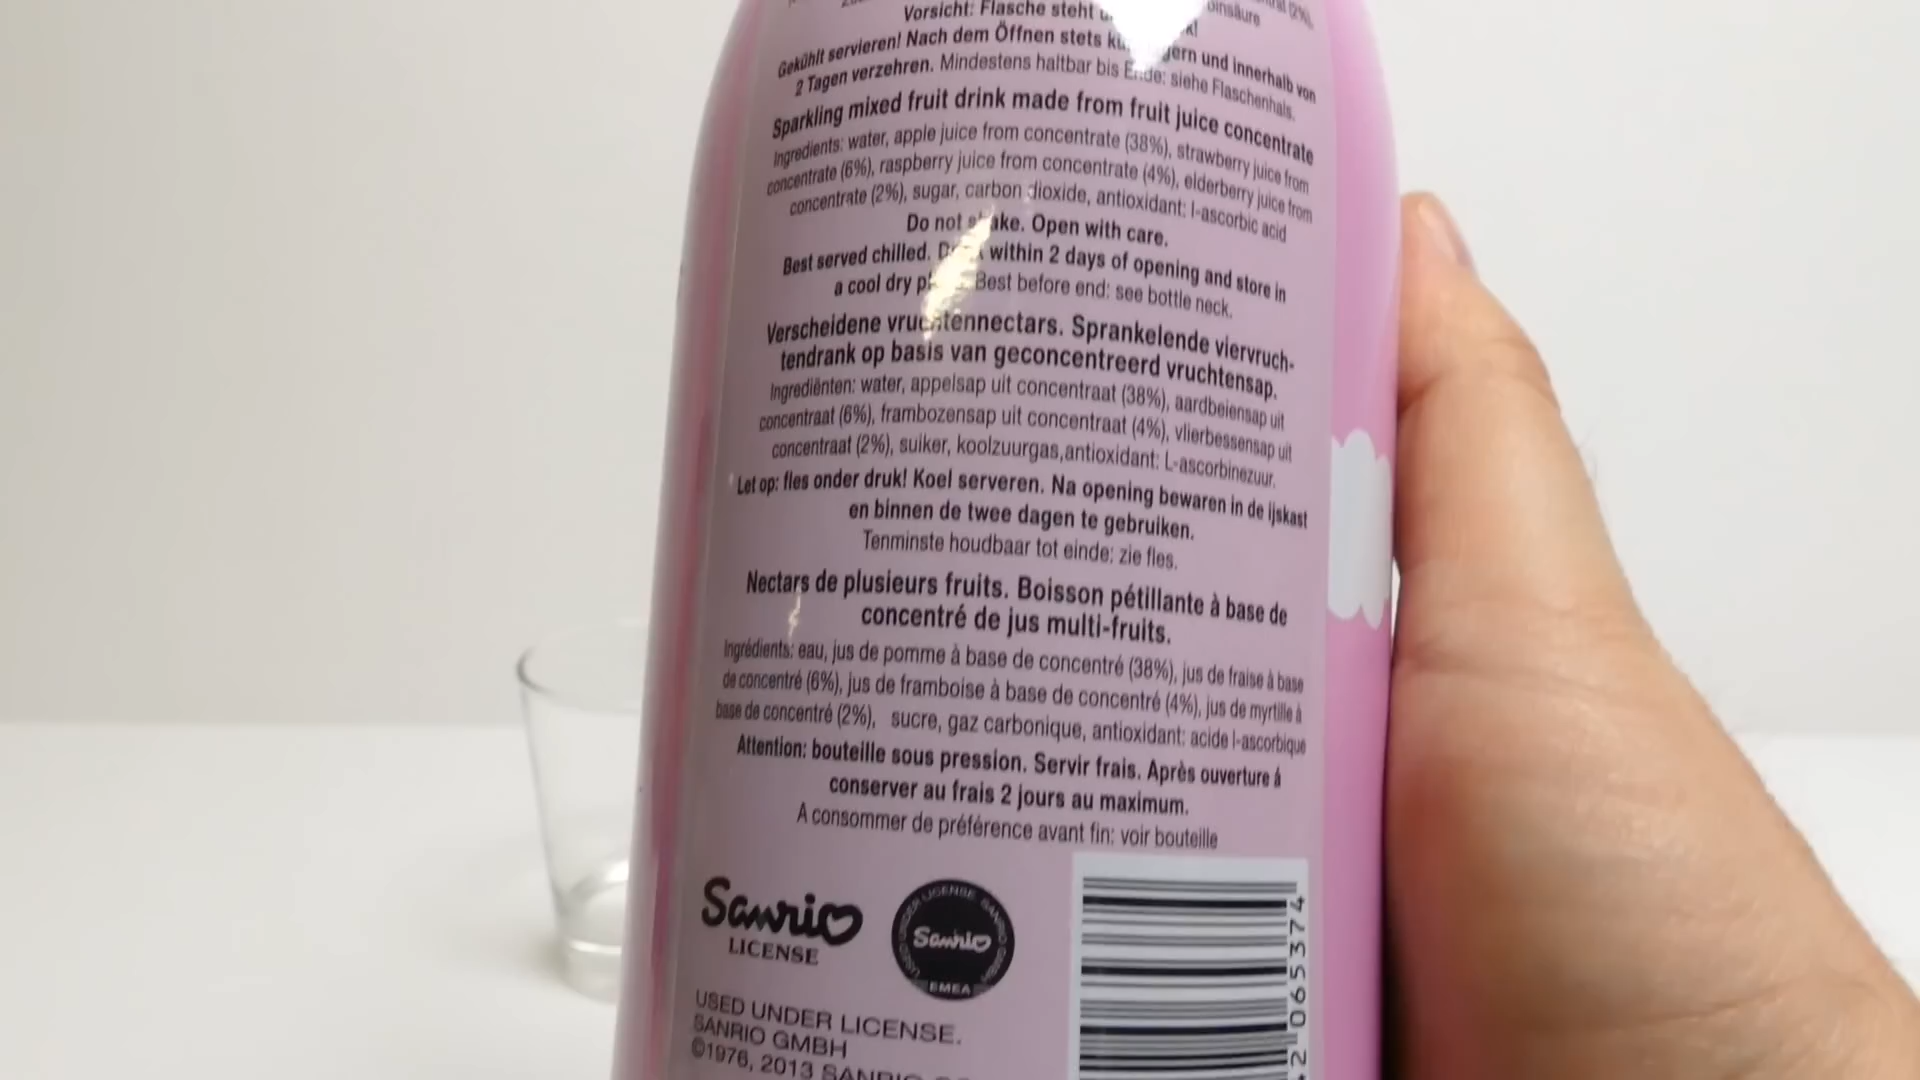 Vorsicht: Flasche steht
Gekühlt servieren! Nach dem Öffnen stets und innerhalb von
2 Tagen verzehren. Mindestens haltbar bis Ende: siehe Flaschenhals.
Sparkling mixed fruit drink made from fruit juice concentrate
Ingredients: water, apple juice from concentrate (38%), strawberry juice from
concentrate (6%), raspberry juice from concentrate (4%), elderberry juice from
concentrate (2%), sugar, carbon dioxide, antioxidant: l-ascorbic acid
Do not shake. Open with care.
Best served chilled. Drink within 2 days of opening and store in
a cool dry Best before end: see bottle neck.
Verscheidene vruchtennectars. Sprankelende viervruch-
tendrank op basis van geconcentreerd vruchtensap.
Ingrediënten: water, appelsap uit concentraat (38%), aardbeiensap uit
concentraat (6%), frambozensap uit concentraat (4%), vlierbessensap uit
concentraat (2%), suiker, koolzuurgas,antioxidant: L-ascorbinezuur.
Let op: fles onder druk! Koel serveren. Na opening bewaren in de ijskast
en binnen de twee dagen te gebruiken.
Tenminste houdbaar tot einde: zie fles.
Nectars de plusieurs fruits. Boisson pétillante à base de
concentré de jus multi-fruits.
Ingrédients: eau, jus de pomme à base de concentré (38%), jus de fraise à base
de concentré (6%), jus de framboise à base de concentré (4%), jus de myrtille à
base de concentré (2%), sucre, gaz carbonique, antioxidant: acide l-ascorbique
Attention: bouteille sous pression. Servir frais. Après ouverture á
conserver au frais 2 jours au maximum.
A consommer de préférence avant fin: voir bouteille
Sanrio
LICENSE
USED UNDER LICENSE SANRIO GMBH
Sanrio
EMEA
USED UNDER LICENSE.
SANRIO GMBH
©1976, 2013 SANRIO
2 065374